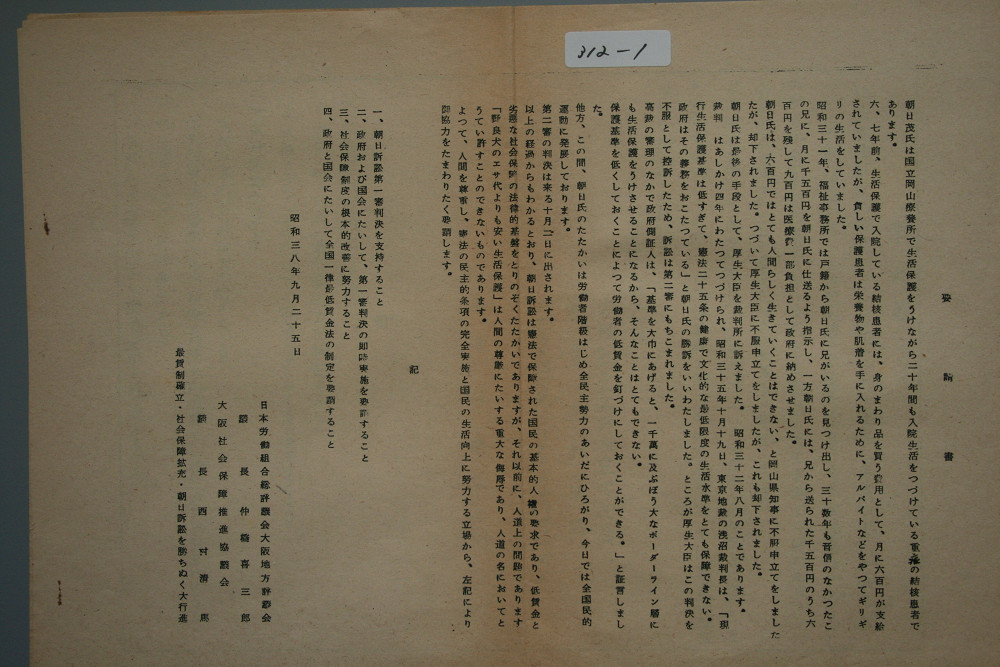 312-1
要請書
朝日茂氏は国立岡山療養所で生活保護をうけながら二十年間も入院生活をつづけている重症の結核患者で
あります。
六、七年前、生活保護で入院している結核患者には、身のまわり品を買う費用として、月に六百円が支給
されていましたが、貧しい保護患者は栄養物や肌着を手に入れるために、アルバイトなどをやつてギリギ
リの生活をしていました。
昭和三十一年、福祉事務所では戸籍から朝日氏に兄がいるのを見つけ出し、三十数年も音信のなかつたこ
の兄に、月に千五百円を朝日氏に仕送るよう指示し、一方朝日氏には、兄から送られた千五百円のうち六
百円を残して九百円は医療費一部負担として政府に納めさせました。
朝日氏は、六百円ではとても人間らしく生きていくことはできない、と岡山県知事に不服申立てをしました
たが、却下されました。つづいて厚生大臣に不服申立てをしましたが、これも却下されました。
朝日氏は最後の手段として、厚生大臣を裁判所に訴えました。昭和三十二年八月のことであります。
裁判はあしかけ四年にわたつてつづけられ、昭和三十五年十月十九日、東京地裁の浅沼裁判長は、「現
行生活保護基準は低すぎて、憲法二十五条の健康で文化的な最低限度の生活水準をとても保障できない。
政府はその義務をおこたつている」と朝日氏の勝訴をいいわたしました。ところが厚生大臣はこの判決を
不服として控訴したため、訴訟は第二審にもちこまれました。
高裁の審理のなかで政府側証人は、「基準を大巾にあげると、一千万に及ぶぼう大なボーダーライン層に
も生活保護をうけさせることになるから、そんなことはとてもできない。
保護基準を低くしておくことによつて労働者の低賃金を釘づけにしておくことができる。」と証言しまし
た。
他方、この間、朝日氏のたたかいは労働者階級はじめ全民主勢力のあいだにひろがり、今日では全国民的
運動に発展しております。
第二審の判決は来る十月二日に出されます。
以上の経過からもわかるとおり、朝日訴訟は憲法で保障された国民の基本的人権の要求であり、低賃金と
劣悪な社会保障の法律的基盤をとりのぞくたたかいでありますが、それ以前に、人道上の問題であります
「野良犬のエサ代よりも安い生活保護」は人間の尊厳にたいする重大な侮辱であり、人道の名においてと
うてい許すことのできないものであります。
よつて、人間を尊重し、憲法の民主的条項の完全実施と国民の生活向上に努力する立場から、左記により
御協力をたまわりたく要請します。
記
一、朝日訴訟第一審判決を支持すること
二、政府および国会にたいして、第一審判決の即時実施を要請すること
三、社会保障制度の根本的改善に努力すること
四、政府と国会にたいして全国一律最低賃金法の制定を要請すること
昭和三八年九月二十五日
日本労働組合総評議会大阪地方評議会
議長 仲橋喜三郎
大阪社会保障推進協議会
議長 西村清馬
最賃制確立・社会保障拡充・朝日訴訟を勝ちぬく大行進